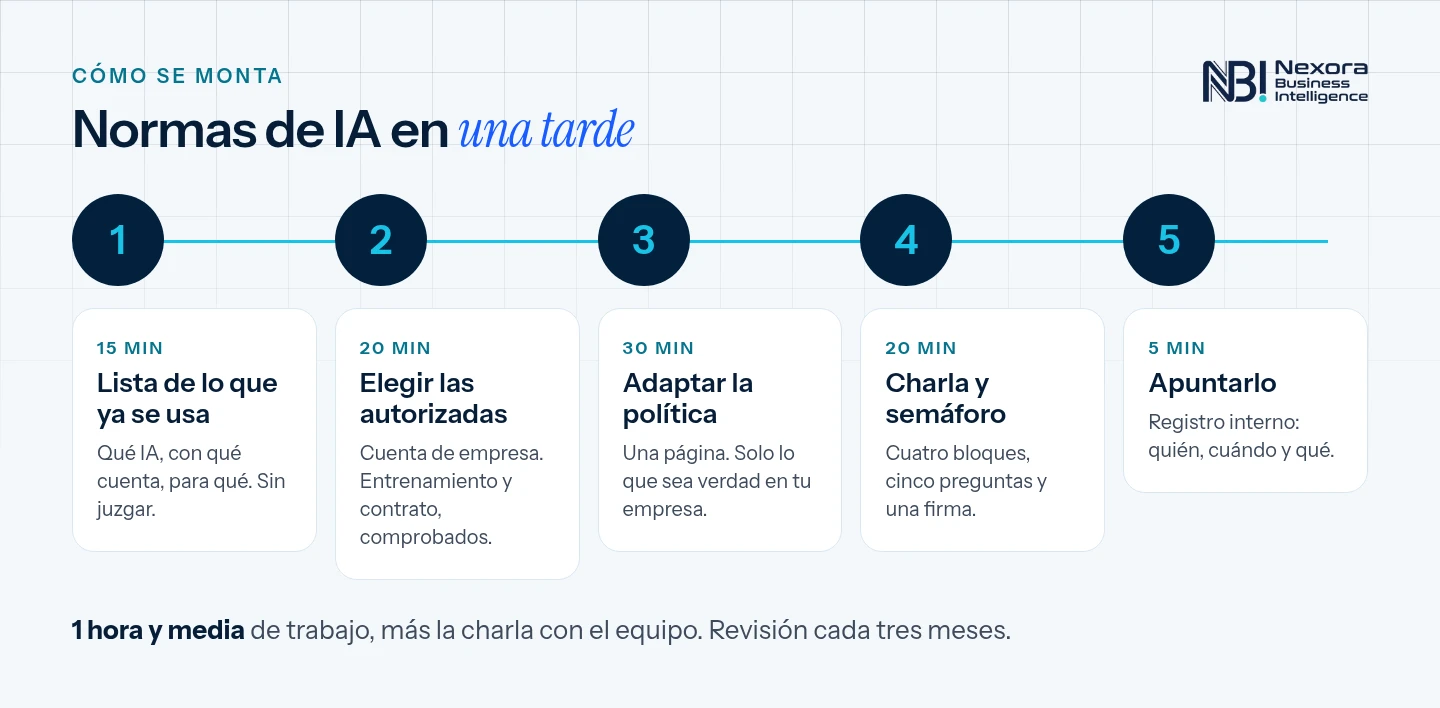 CÓMO SE MONTA
Normas de IA en una tarde
NBI Nexora
Business
Intelligence
1
2
3
4
5
15 MIN
Lista de lo que
ya se usa
Qué IA, con qué
cuenta, para qué. Sin
juzgar.
20 MIN
Elegir las
autorizadas
Cuenta de empresa.
Entrenamiento y
contrato,
comprobados.
30 MIN
Adaptar la
política
Una página. Solo lo
que sea verdad en tu
empresa.
20 MIN
Charla y
semáforo
Cuatro bloques,
cinco preguntas y
una firma.
5 MIN
Apuntarlo
Registro interno:
quién, cuándo y qué.
1 hora y media de trabajo, más la charla con el equipo. Revisión cada tres meses.